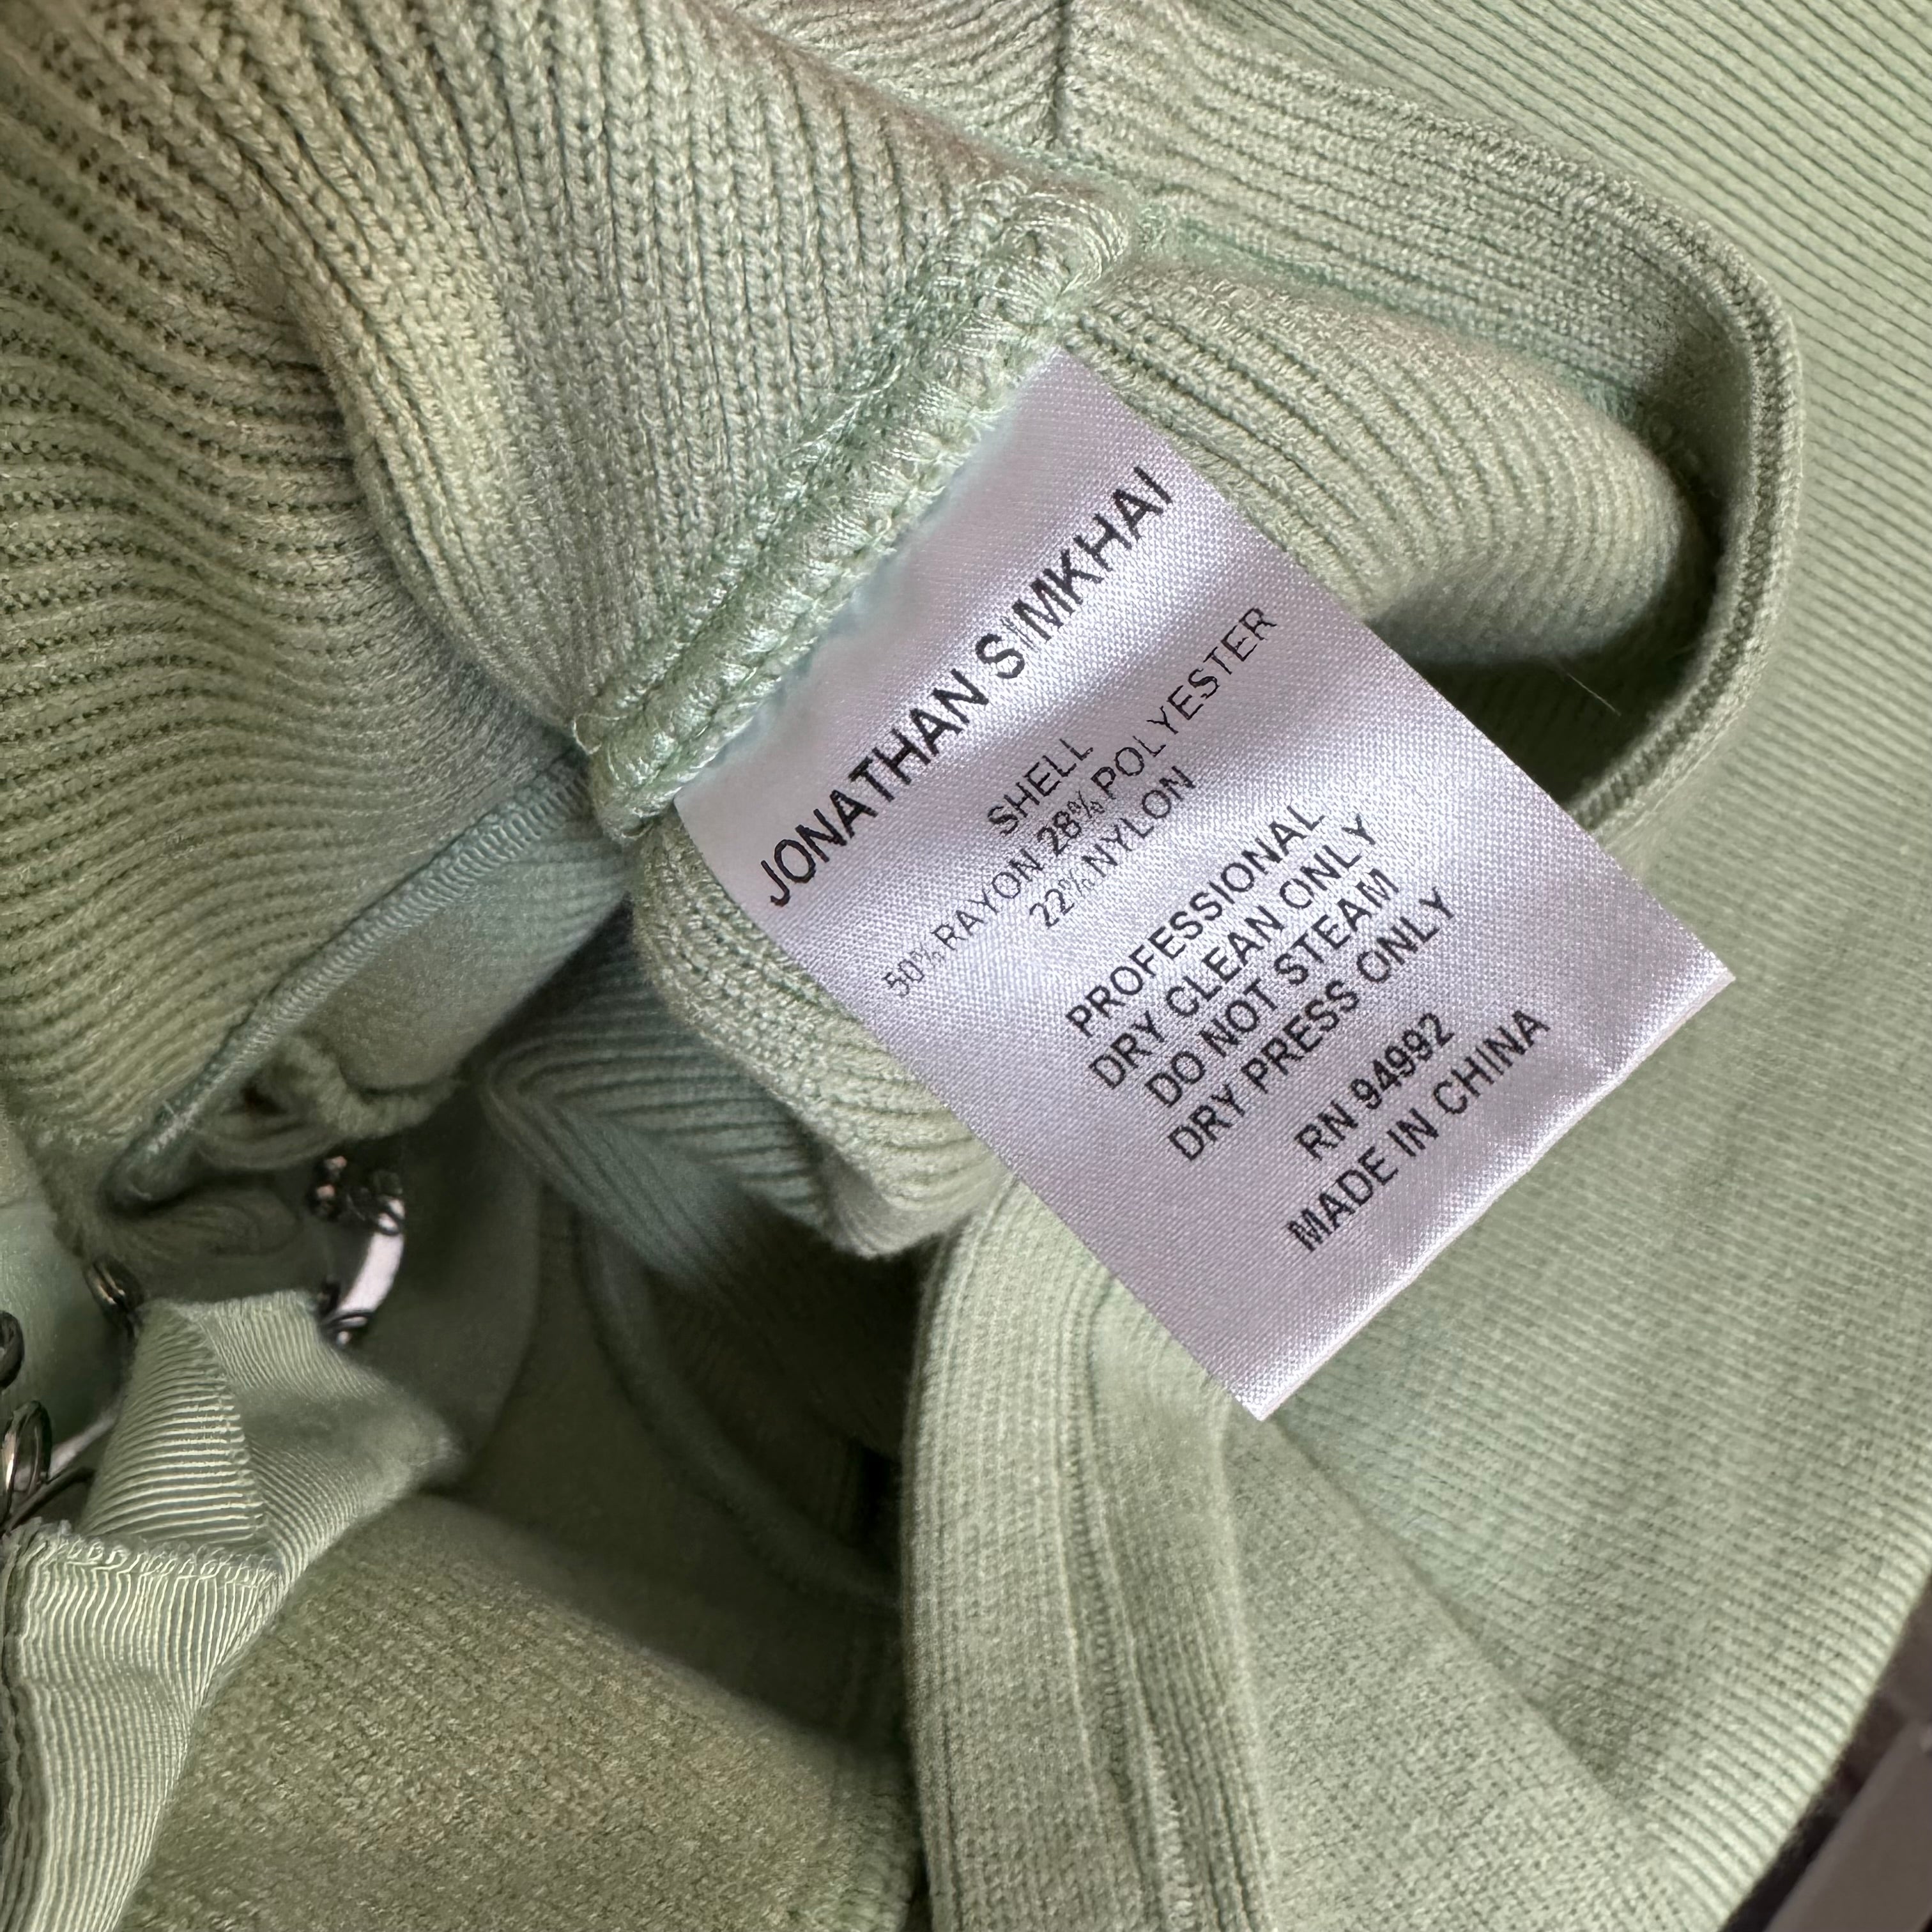 JONATHAN SIMKHAI
SHELL
50% RAYON 28% POLYESTER
22% NYLON
PROFESSIONAL
DRY CLEAN ONLY
DO NOT STEAM
DRY PRESS ONLY
RN 94992
MADE IN CHINA